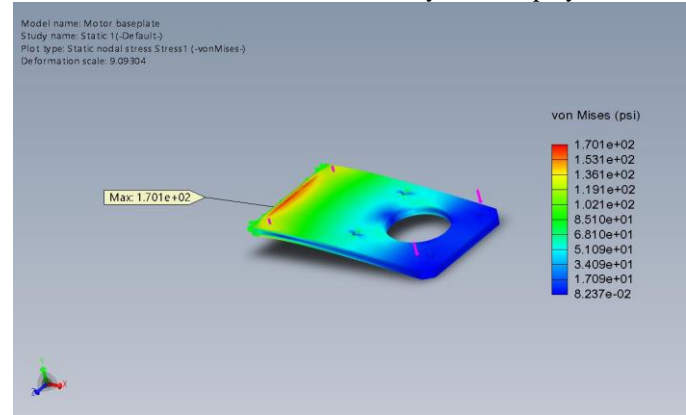 Model name: Motor baseplate
Study name: Static 1(-Default-)
Plot type: Static nodal stress Stress1 (-vonMises-)
Deformation scale: 9.09304
von Mises (psi)
1.701e+02
1.531e+02
1.361e+02
1.191e+02
1.021e+02
8.510e+01
6.810e+01
5.109e+01
3.409e+01
1.709e+01
8.237e-02
Max: 1.701e+02
Y
X
Z